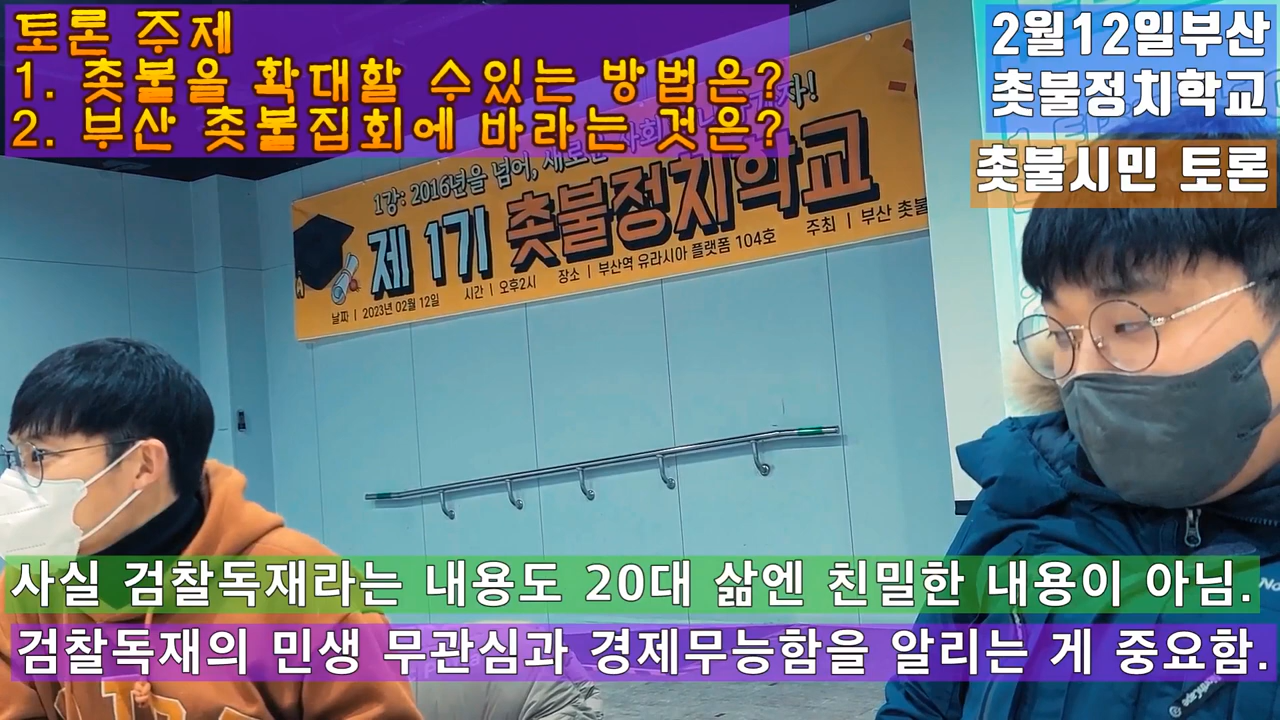 토론 주제
1. 촛불을 확대할 수있는 방법은?
2. 부산 촛불집회에 바라는 것은?
2월12일부산
촛불정치학교
촛불시민 토론
1강: 2016년을 넘어, 새로운 사회
자!
제 1기 촛불정치학교
날짜 | 2023년 02월 12일 시간 | 오후2시 장소 | 부산역 유라시아 플랫폼 104호 주최 | 부산 촛불
사실 검찰독재라는 내용도 20대 삶엔 친밀한 내용이 아님.
검찰독재의 민생 무관심과 경제무능함을 알리는 게 중요함.